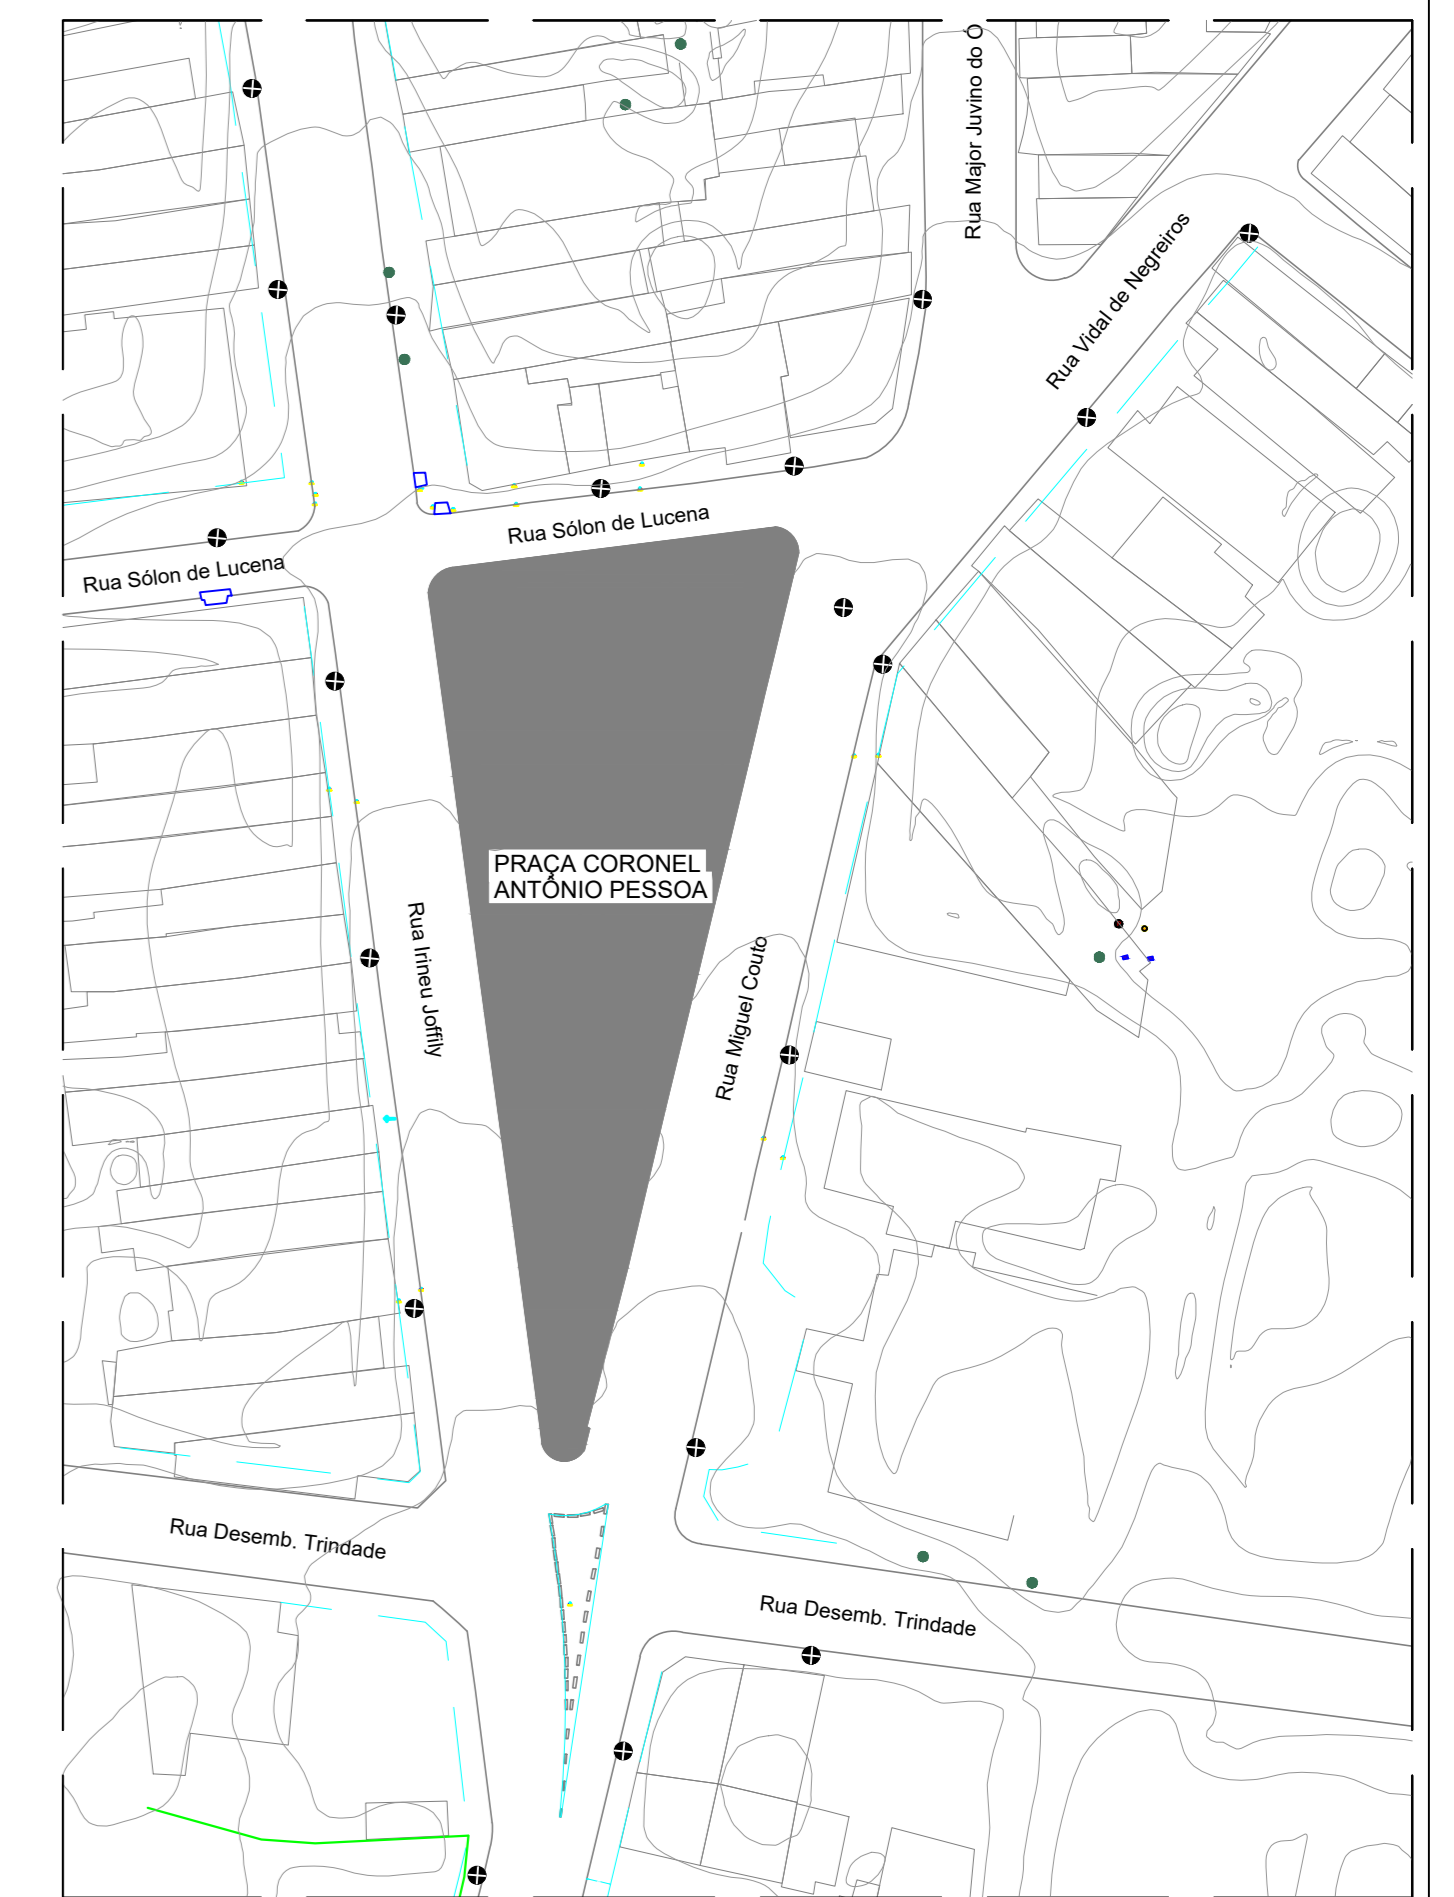 Rua Major Juvino do Ó
Rua Vidal de Negreiros
Rua Sólon de Lucena
Rua Sólon de Lucena
PRAÇA CORONEL
ANTÔNIO PESSOA
Rua Irineu Joffily
Rua Miguel Couto
Rua Desemb. Trindade
Rua Desemb. Trindade